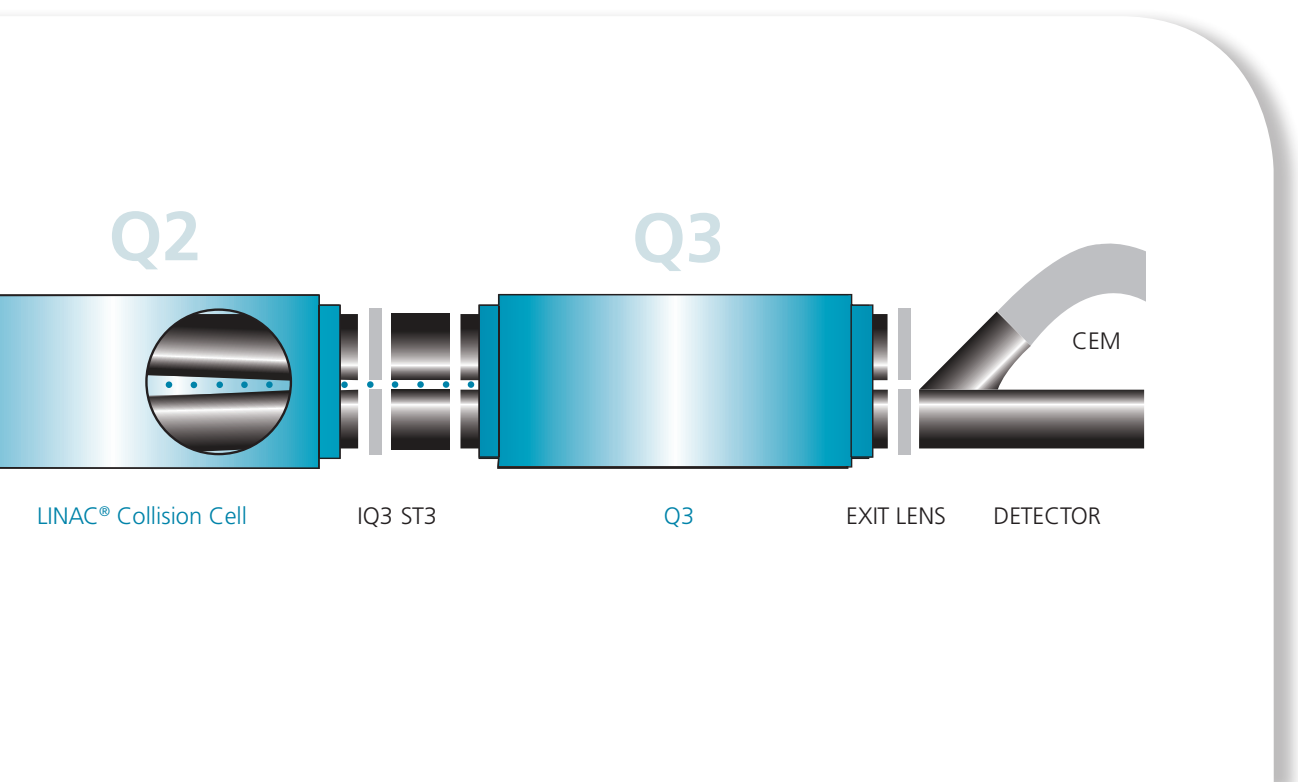 Q2
Q3
CEM
LINAC® Collision Cell
IQ3 ST3
Q3
EXIT LENS
DETECTOR